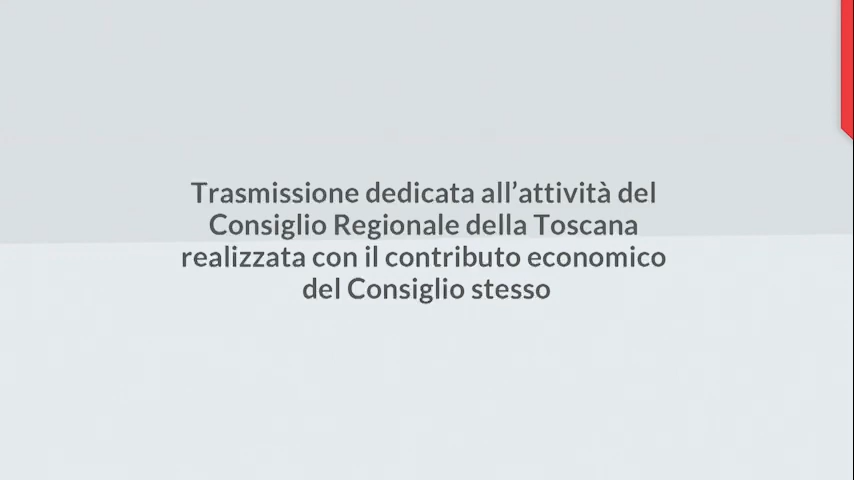 Trasmissione dedicata all’attività del
Consiglio Regionale della Toscana
realizzata con il contributo economico
del Consiglio stesso